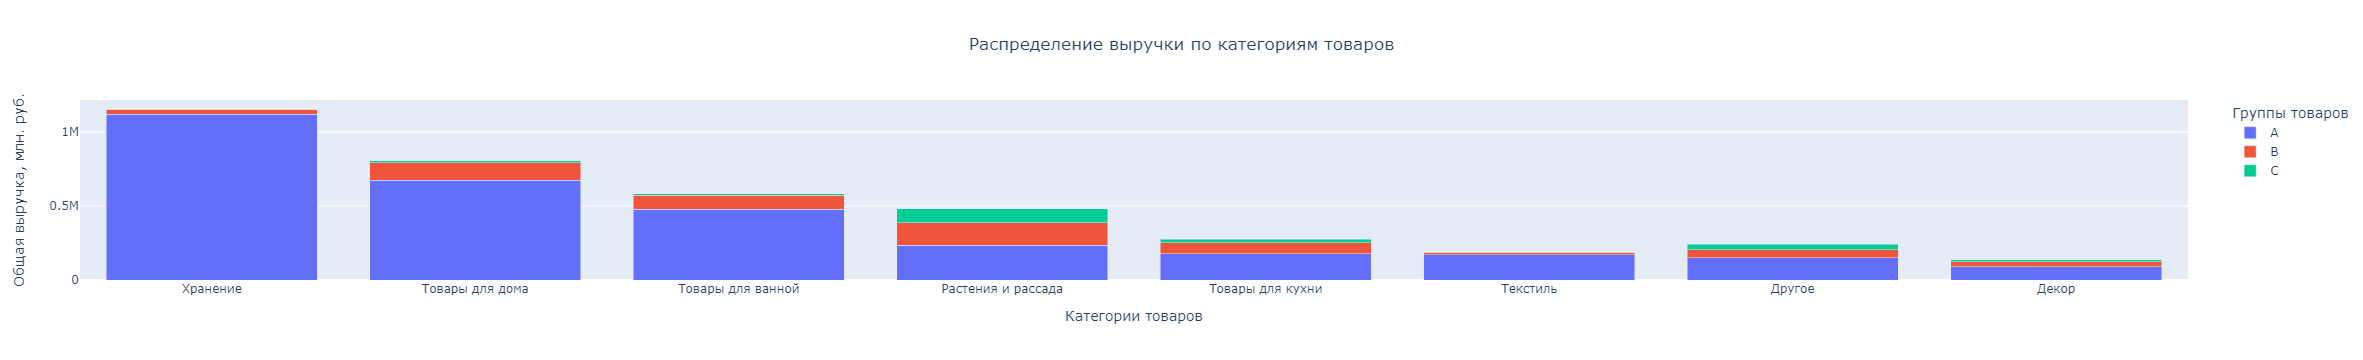 Распределение выручки по категориям товаров
Общая выручка, млн. руб.
1M
0.5M
0
Хранение
Товары для дома
Товары для ванной
Растения и рассада
Товары для кухни
Текстиль
Другое
Декор
Категории товаров
Группы товаров
A
B
C